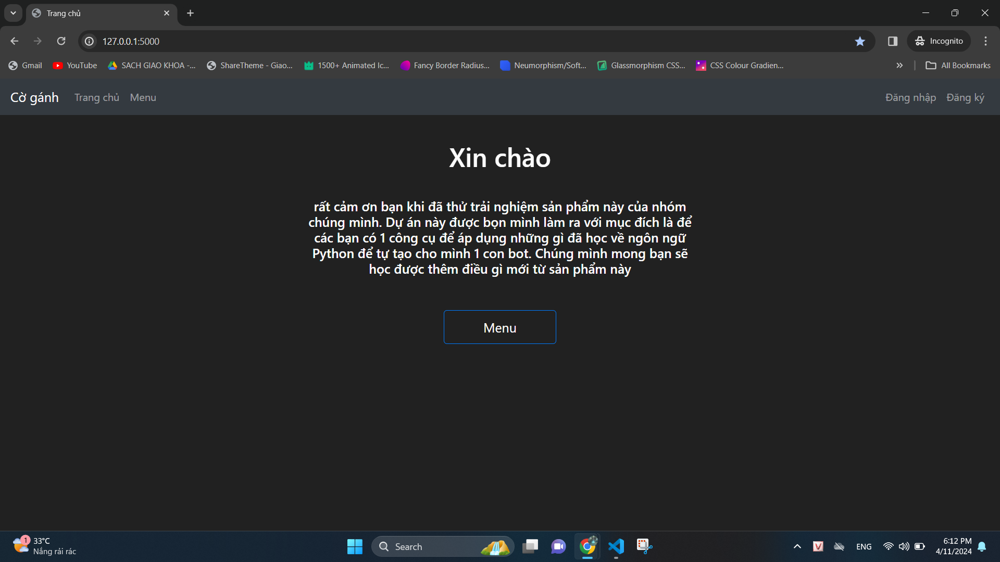 Trang chủ
127.0.0.1:5000
Incognito
Gmail
YouTube
SACH GIAO KHOA -...
ShareTheme - Giao...
1500+ Animated Ic...
Fancy Border Radius...
Neumorphism/Soft...
Glassmorphism CSS...
CSS Colour Gradien...
All Bookmarks
Cờ gánh
Trang chủ
Menu
Đăng nhập
Đăng ký
Xin chào
rất cảm ơn bạn khi đã thử trải nghiệm sản phẩm này của nhóm
chúng mình. Dự án này được bọn mình làm ra với mục đích là để
các bạn có 1 công cụ để áp dụng những gì đã học về ngôn ngữ
Python để tự tạo cho mình 1 con bot. Chúng mình mong bạn sẽ
học được thêm điều gì mới từ sản phẩm này
Menu
1
33°C
Nắng rải rác
Search
V
ENG
6:12 PM
4/11/2024